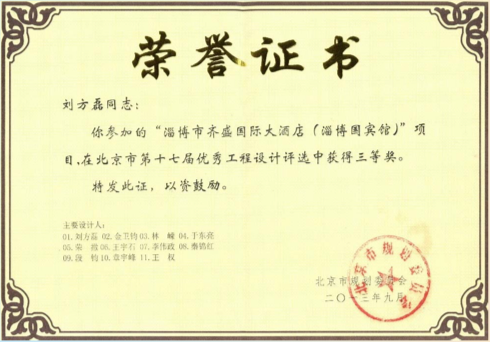 荣誉证书
刘方磊同志：
你参加的“淄博市齐盛国际大酒店（淄博国宾馆）”项
目，在北京市第十七届优秀工程设计评选中获得三等奖。
特发此证，以资鼓励。
主要设计人：
01.刘方磊 02.金卫钧 03.林 嵘 04.于东亮
05.荣 08.王宇石 07.李伟政 08.秦鹏红
09.段 钧 10.章宇峰 11.王 权
北京市规划委员会
二〇一三年九月
北京市规划委员会